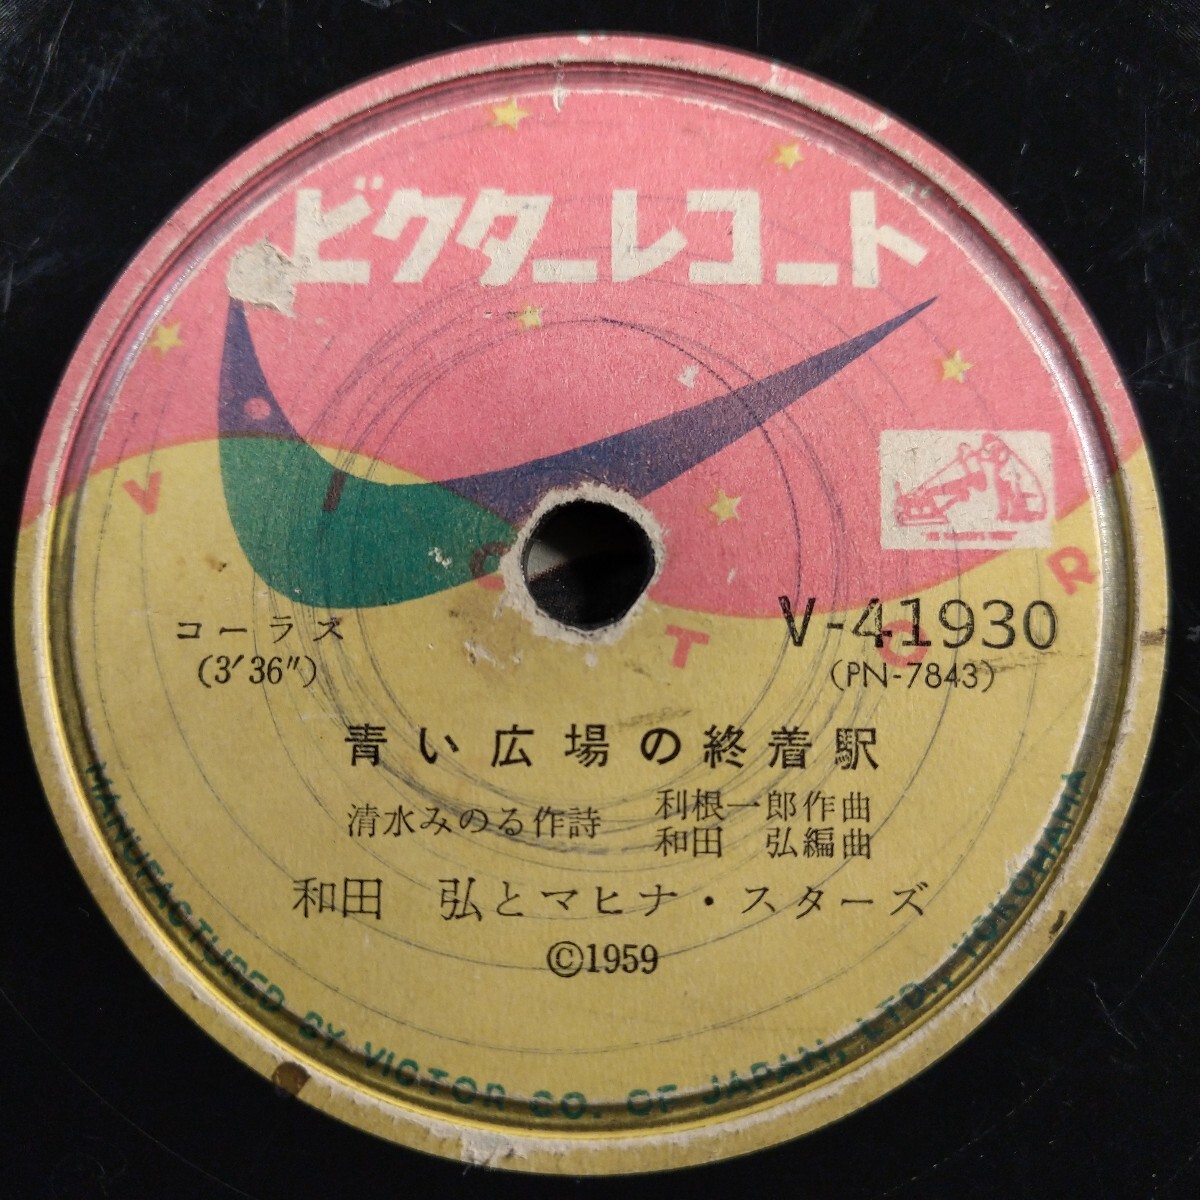 ビクターレコード
VICTOR
コーラス
(3′36″)
V-41930
(PN-7843)
青い広場の終着駅
清水みのる作詩
利根一郎作曲
和田 弘編曲
和田 弘とマヒナ・スターズ
©1959
MANUFACTURED BY VICTOR CO. OF JAPAN, LTD., YOKOHAMA